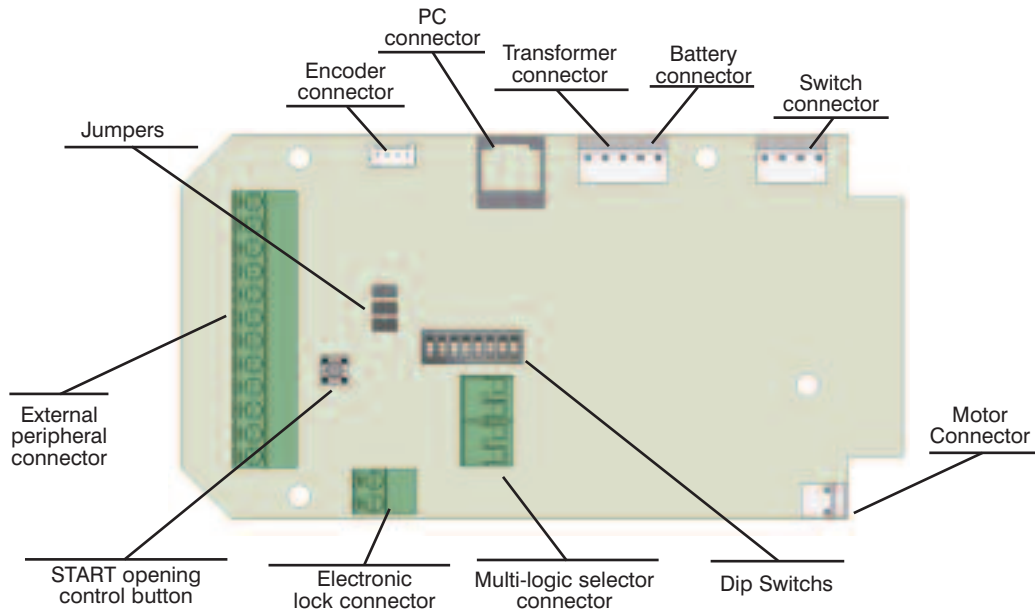 PC
connector
Transformer
connector
Battery
connector
Encoder
connector
Switch
connector
Jumpers
External
peripheral
connector
Motor
Connector
START opening
control button
Electronic
lock connector
Multi-logic selector
connector
Dip Switchs